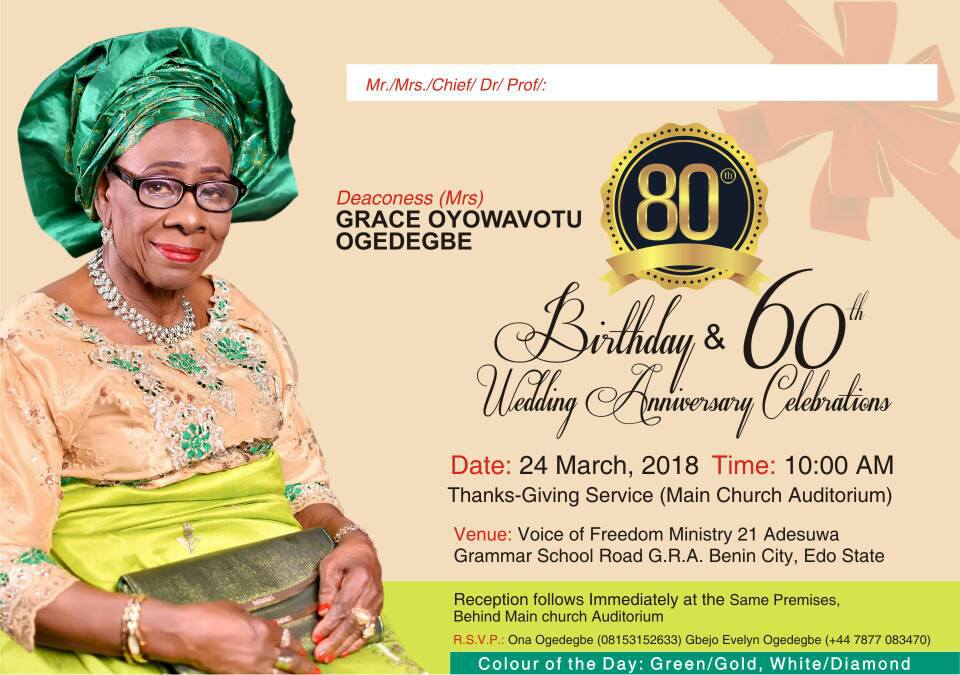 Mr./Mrs./Chief/ Dr/ Prof/:
Deaconess (Mrs)
GRACE OYOWAVOTU
OGEDEGBE
80th
Birthday & 60th
Wedding Anniversary Celebrations
Date: 24 March, 2018 Time: 10:00 AM
Thanks-Giving Service (Main Church Auditorium)
Venue: Voice of Freedom Ministry 21 Adesuwa
Grammar School Road G.R.A. Benin City, Edo State
Reception follows Immediately at the Same Premises,
Behind Main church Auditorium
R.S.V.P.: Ona Ogedegbe (08153152633) Gbejo Evelyn Ogedegbe (+44 7877 083470)
Colour of the Day: Green/Gold, White/Diamond